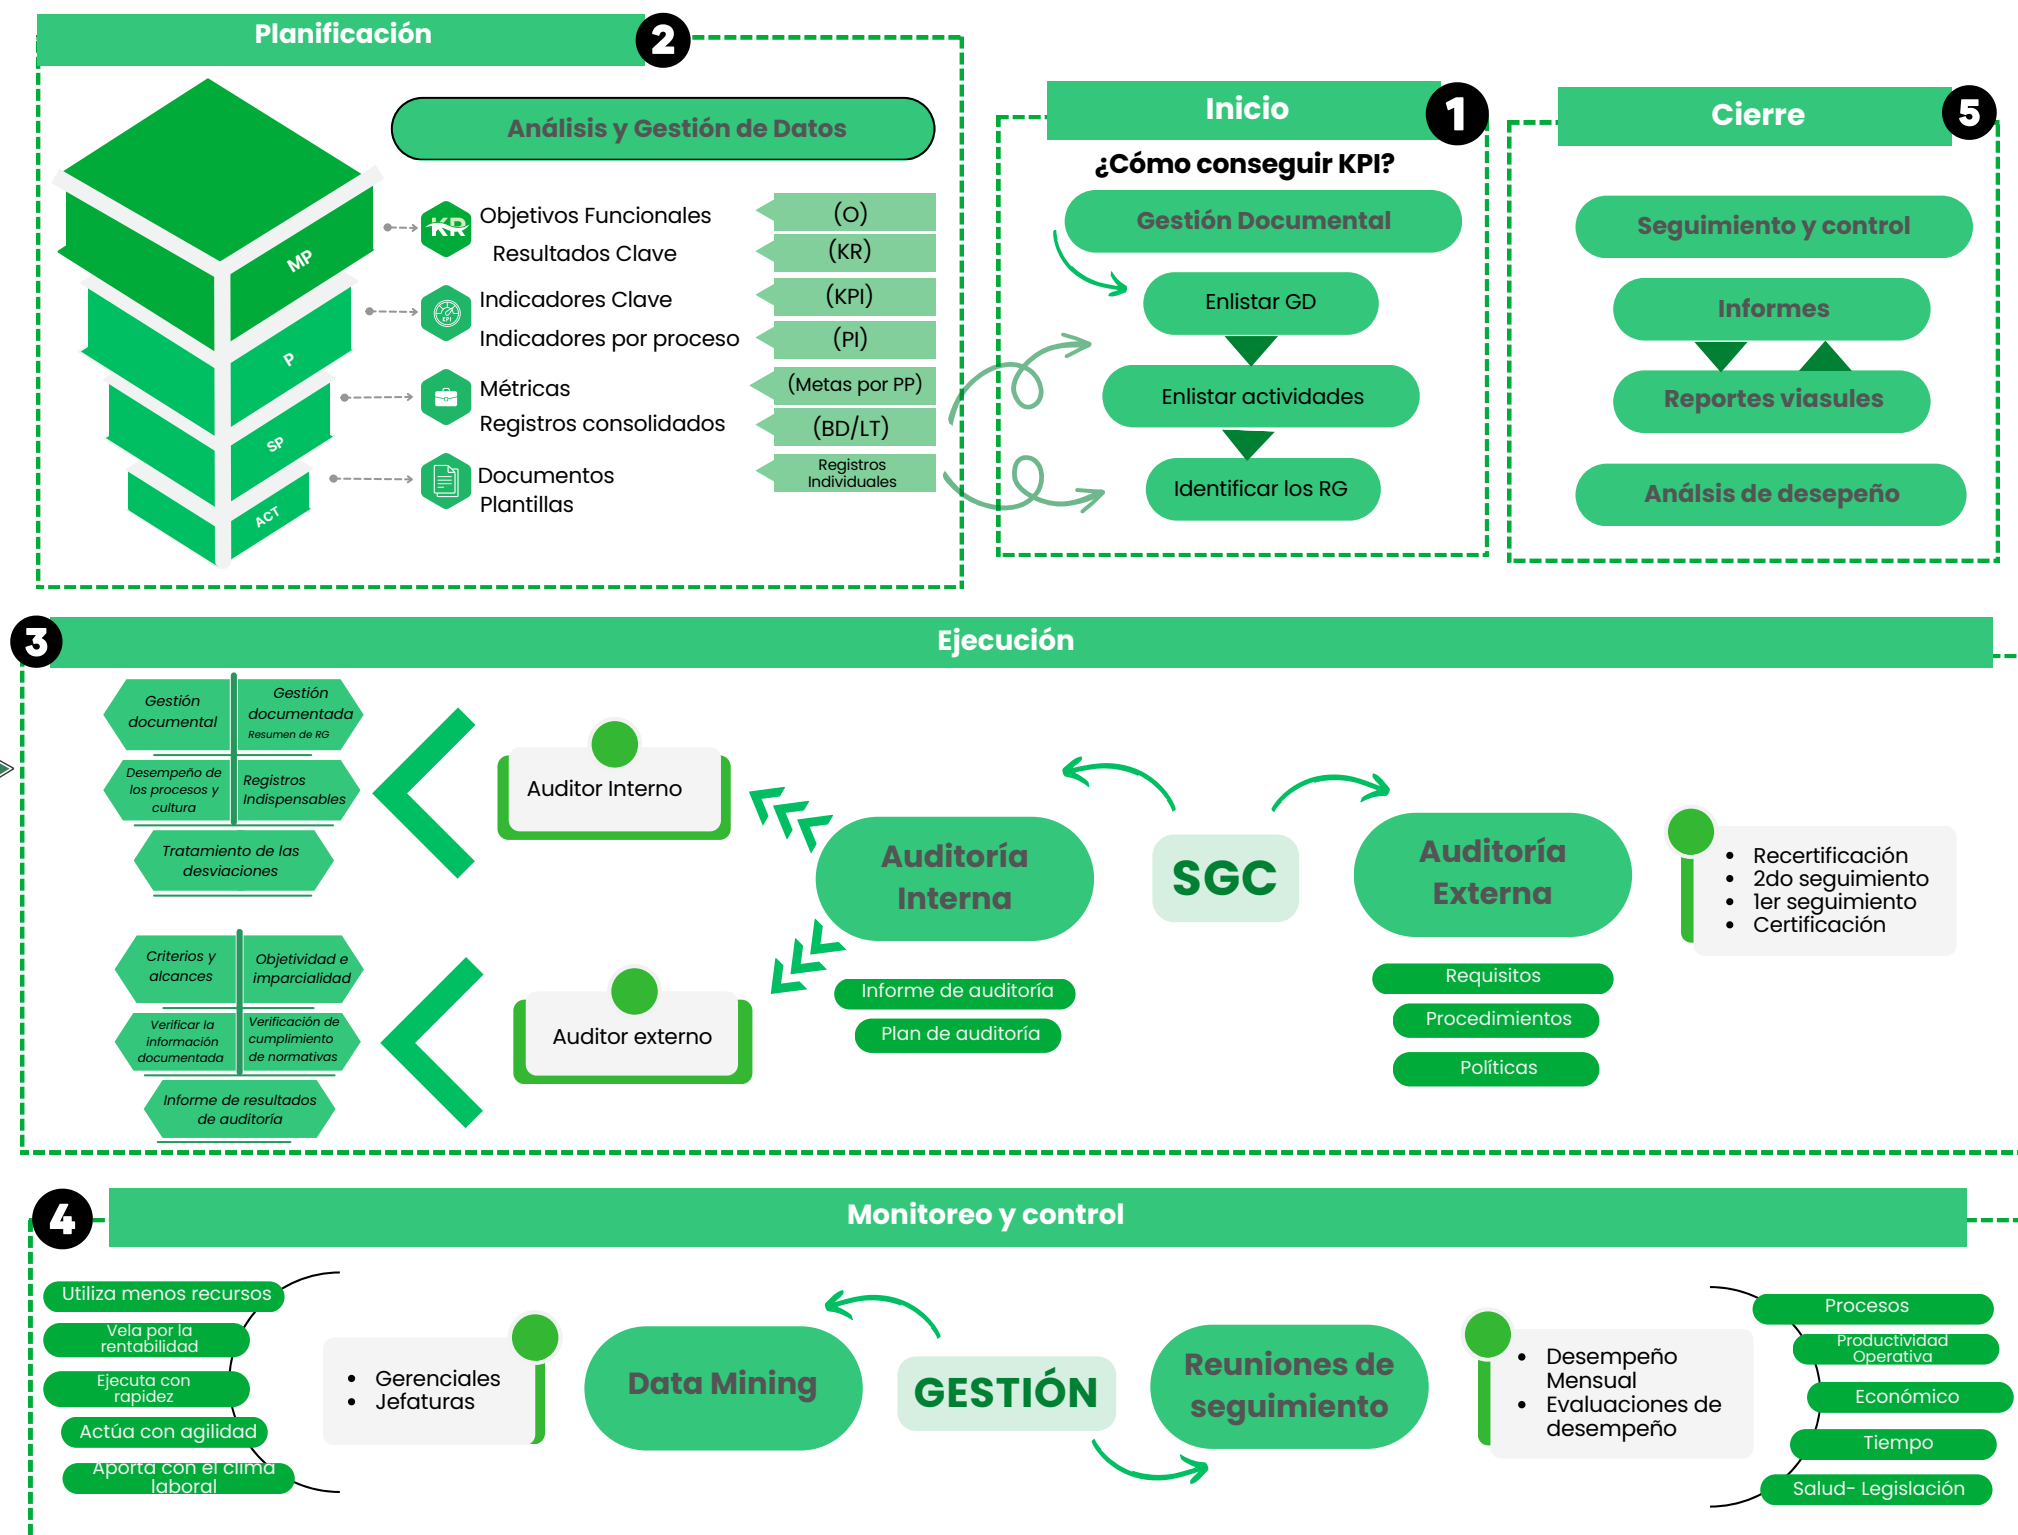 Planificación
2
Análisis y Gestión de Datos
MP
P
SP
ACT
KR
Objetivos Funcionales
(O)
Resultados Clave
(KR)
KPI
Indicadores Clave
(KPI)
Indicadores por proceso
(PI)
Métricas
(Metas por PP)
Registros consolidados
(BD/LT)
Documentos
Plantillas
Registros
Individuales
Inicio
1
¿Cómo conseguir KPI?
Gestión Documental
Enlistar GD
Enlistar actividades
Identificar los RG
Cierre
5
Seguimiento y control
Informes
Reportes viasules
Análsis de desepeño
3
Ejecución
Gestión
documental
Gestión
documentada
Resumen de RG
Desempeño de
los procesos y
cultura
Registros
Indispensables
Tratamiento de las
desviaciones
Auditor Interno
Criterios y
alcances
Objetividad e
imparcialidad
Verificar la
información
documentada
Verificación de
cumplimiento
de normativas
Informe de resultados
de auditoría
Auditor externo
Auditoría
Interna
Informe de auditoría
Plan de auditoría
SGC
Auditoría
Externa
Requisitos
Procedimientos
Políticas
• Recertificación
• 2do seguimiento
• 1er seguimiento
• Certificación
4
Monitoreo y control
Utiliza menos recursos
Vela por la
rentabilidad
Ejecuta con
rapidez
Actúa con agilidad
Aporta con el clima
laboral
• Gerenciales
• Jefaturas
Data Mining
GESTIÓN
Reuniones de
seguimiento
• Desempeño
Mensual
• Evaluaciones de
desempeño
Procesos
Productividad
Operativa
Económico
Tiempo
Salud- Legislación